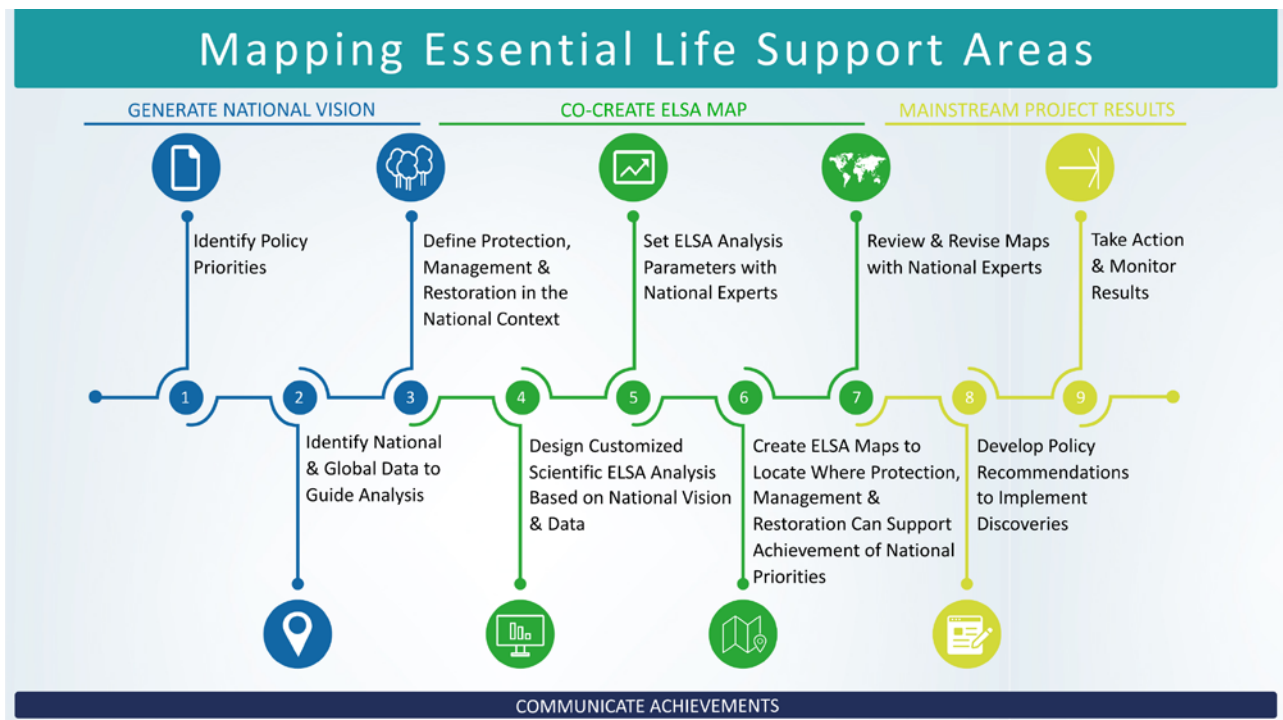 Mapping Essential Life Support Areas
GENERATE NATIONAL VISION
CO-CREATE ELSA MAP
MAINSTREAM PROJECT RESULTS
Identify Policy
Priorities
Define Protection,
Management &
Restoration in the
National Context
Set ELSA Analysis
Parameters with
National Experts
Review & Revise Maps
with National Experts
Take Action
& Monitor
Results
1
2
3
4
5
6
7
8
9
Identify National
& Global Data to
Guide Analysis
Design Customized
Scientific ELSA Analysis
Based on National Vision
& Data
Create ELSA Maps to
Locate Where Protection,
Management &
Restoration Can Support
Achievement of National
Priorities
Develop Policy
Recommendations
to Implement
Discoveries
COMMUNICATE ACHIEVEMENTS